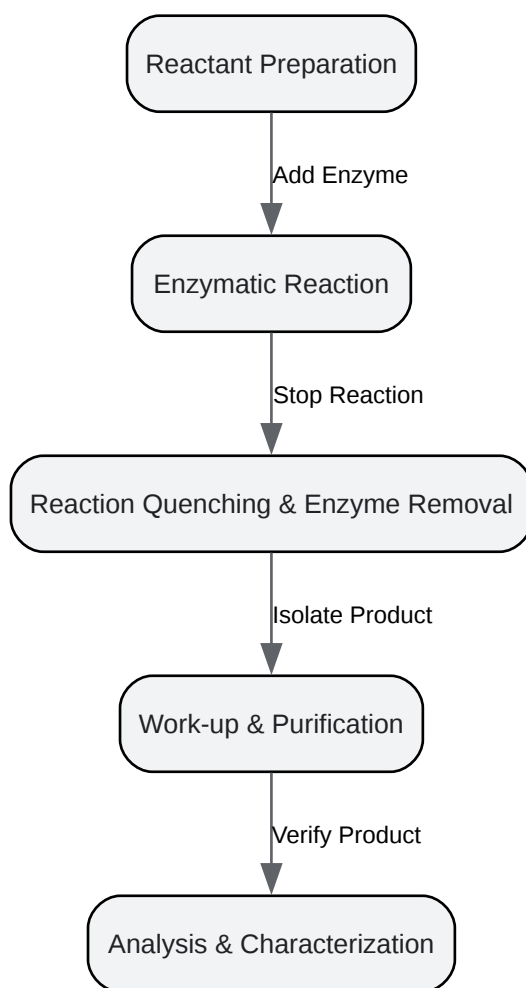 Reactant Preparation
Add Enzyme
Enzymatic Reaction
Stop Reaction
Reaction Quenching & Enzyme Removal
Isolate Product
Work-up & Purification
Verify Product
Analysis & Characterization